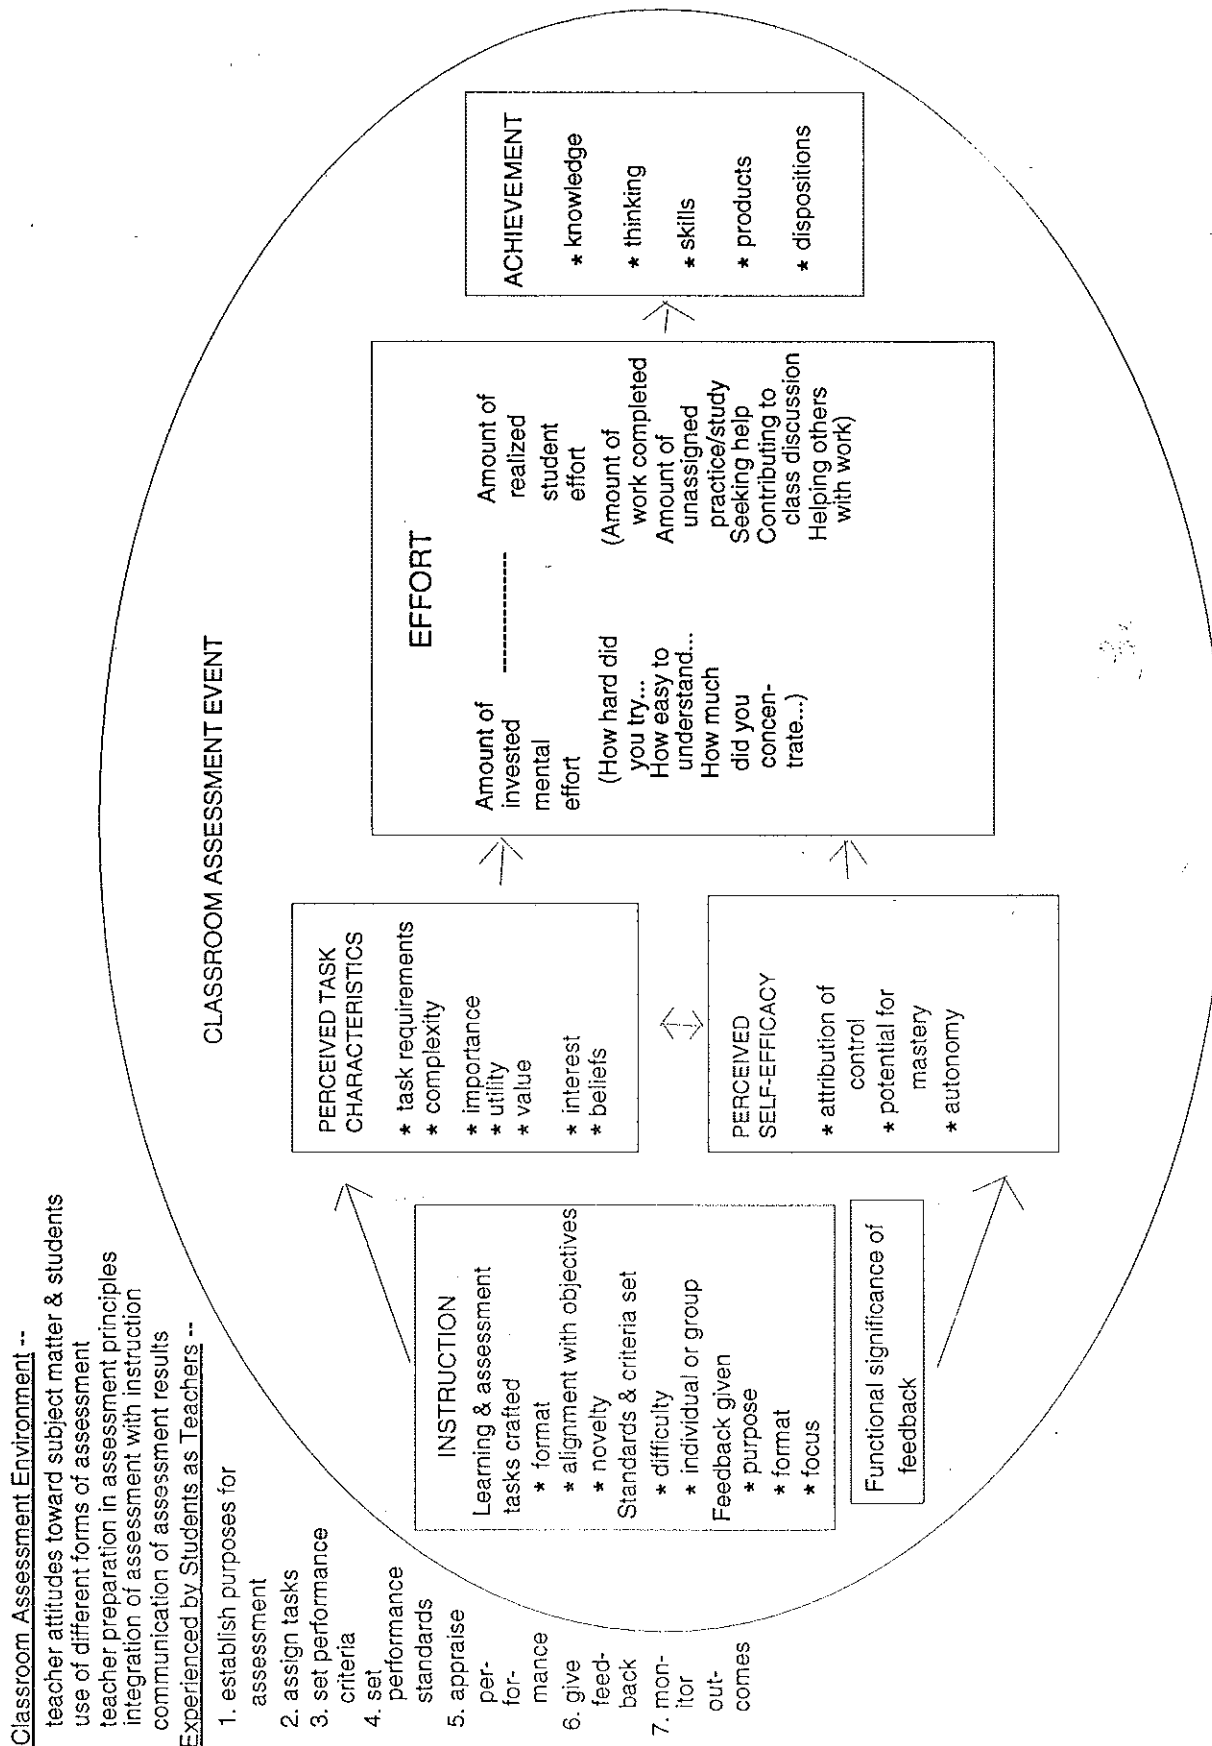 Classroom Assessment Environment --
teacher attitudes toward subject matter & students
use of different forms of assessment
teacher preparation in assessment principles
integration of assessment with instruction
communication of assessment results
Experienced by Students as Teachers --
1. establish purposes for
assessment
2. assign tasks
3. set performance
criteria
4. set
performance
standards
5. appraise
per-
for-
mance
6. give
feed-
back
7. mon-
itor
out-
comes
CLASSROOM ASSESSMENT EVENT
INSTRUCTION
Learning & assessment
tasks crafted
* format
* alignment with objectives
* novelty
Standards & criteria set
* difficulty
* individual or group
Feedback given
* purpose
* format
* focus
Functional significance of
feedback
PERCEIVED TASK
CHARACTERISTICS
* task requirements
* complexity
* importance
* utility
* value
* interest
* beliefs
PERCEIVED
SELF-EFFICACY
* attribution of
control
* potential for
mastery
* autonomy
EFFORT
Amount of
invested
mental
effort
(How hard did
you try...
How easy to
understand...
How much
did you
concen-
trate...)
---------------
Amount of
realized
student
effort
(Amount of
work completed
Amount of
unassigned
practice/study
Seeking help
Contributing to
class discussion
Helping others
with work)
ACHIEVEMENT
* knowledge
* thinking
* skills
* products
* dispositions